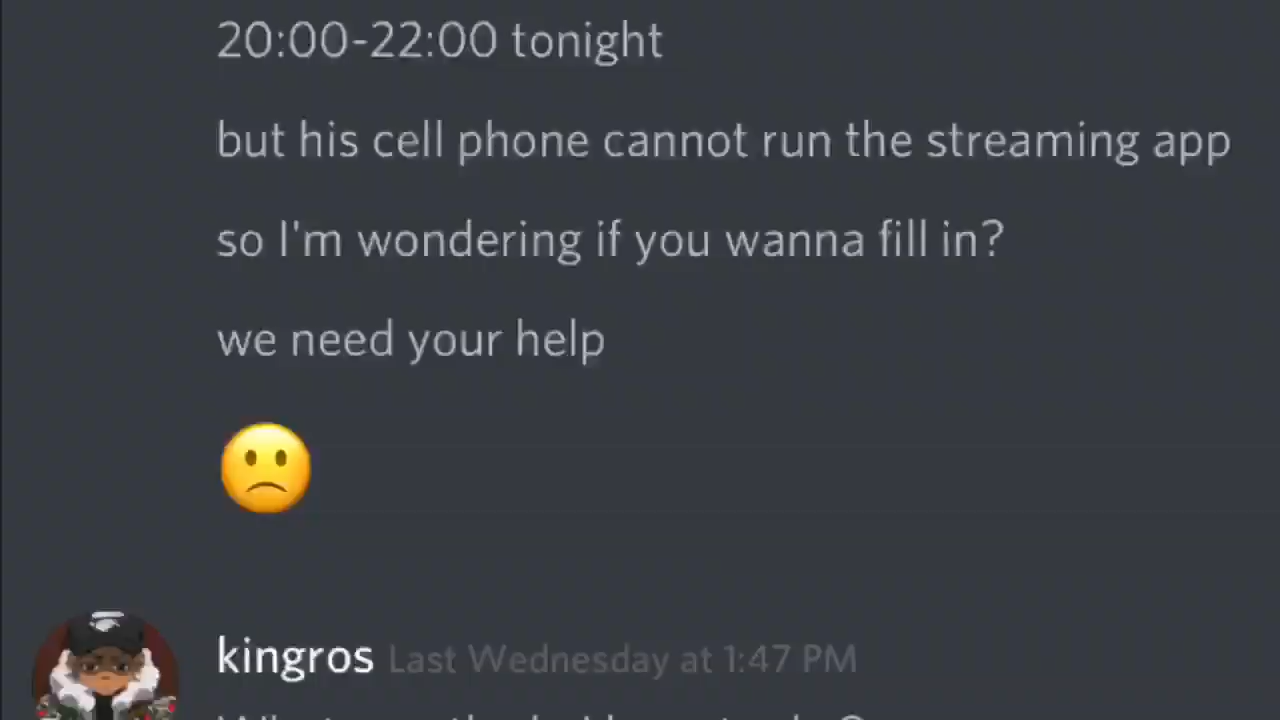 20:00-22:00 tonight
but his cell phone cannot run the streaming app
so I'm wondering if you wanna fill in?
we need your help
kingros Last Wednesday at 1:47 PM